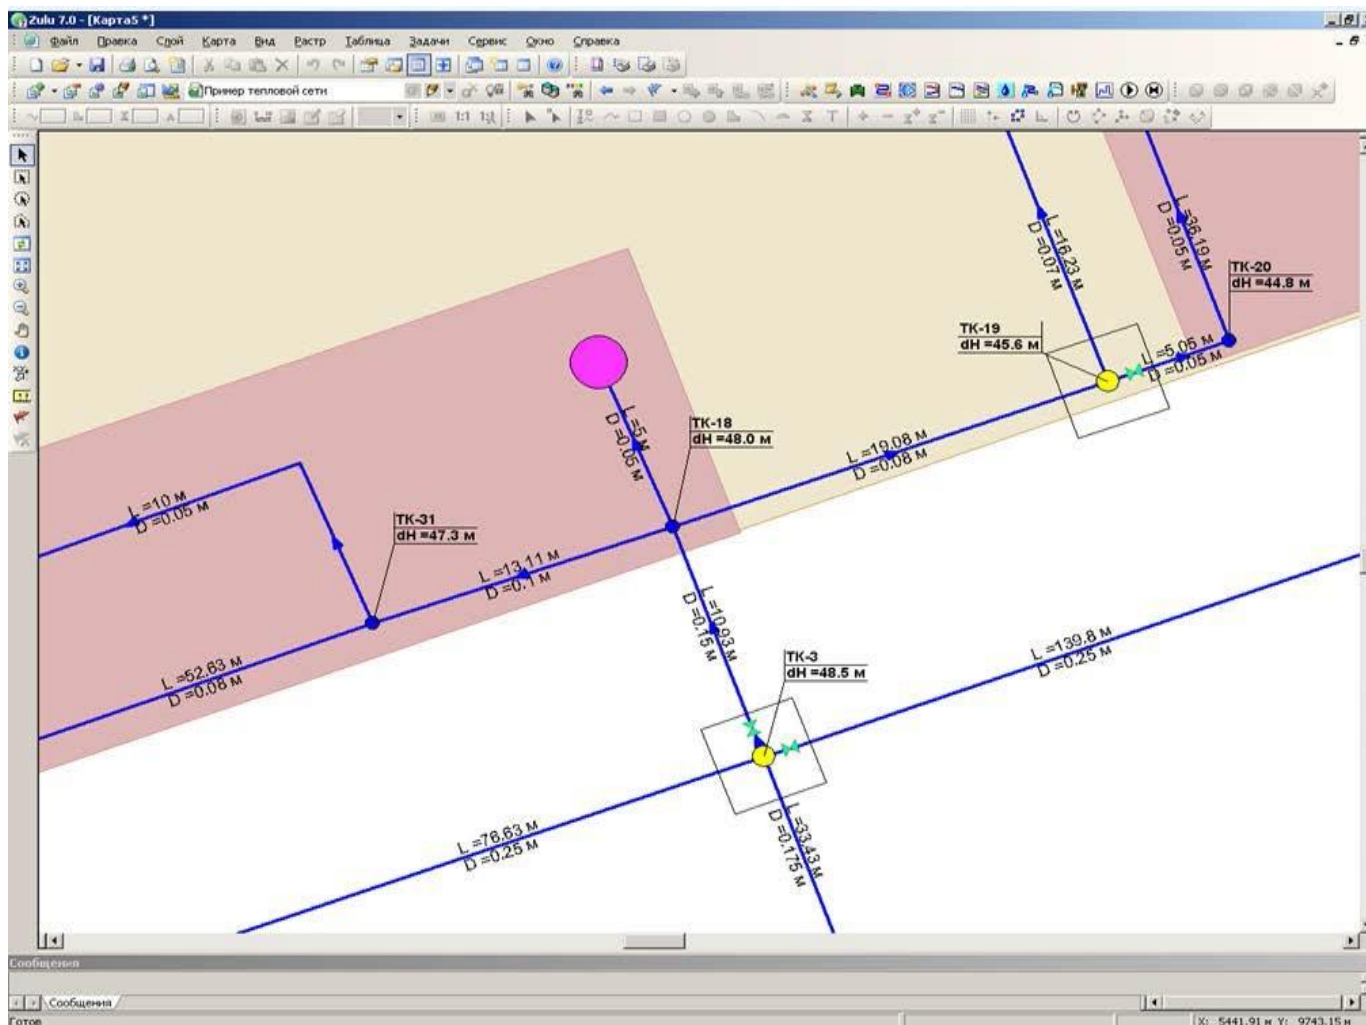 Zulu 7.0 - [Карта5 *]
Файл Правка Слой Карта Вид Растр Таблица Задачи Сервис Окно Справка
Пример тепловой сети
1:1
L =16.23 м
D =0.07 м
L =36.19 м
D =0.05 м
ТК-20
dH =44.8 м
ТК-19
dH =45.6 м
L =5.05 м
D =0.05 м
L =5 м
D =0.05 м
ТК-18
dH =48.0 м
L =19.08 м
D =0.08 м
L =10 м
D =0.05 м
ТК-31
dH =47.3 м
L =13.11 м
D =0.1 м
L =10.93 м
D =0.15 м
L =52.63 м
D =0.08 м
ТК-3
dH =48.5 м
L =139.8 м
D =0.25 м
L =76.63 м
D =0.25 м
L =33.43 м
D =0.175 м
Сообщения
Сообщения
Готов
X: 5441.91 м Y: 9743.15 м